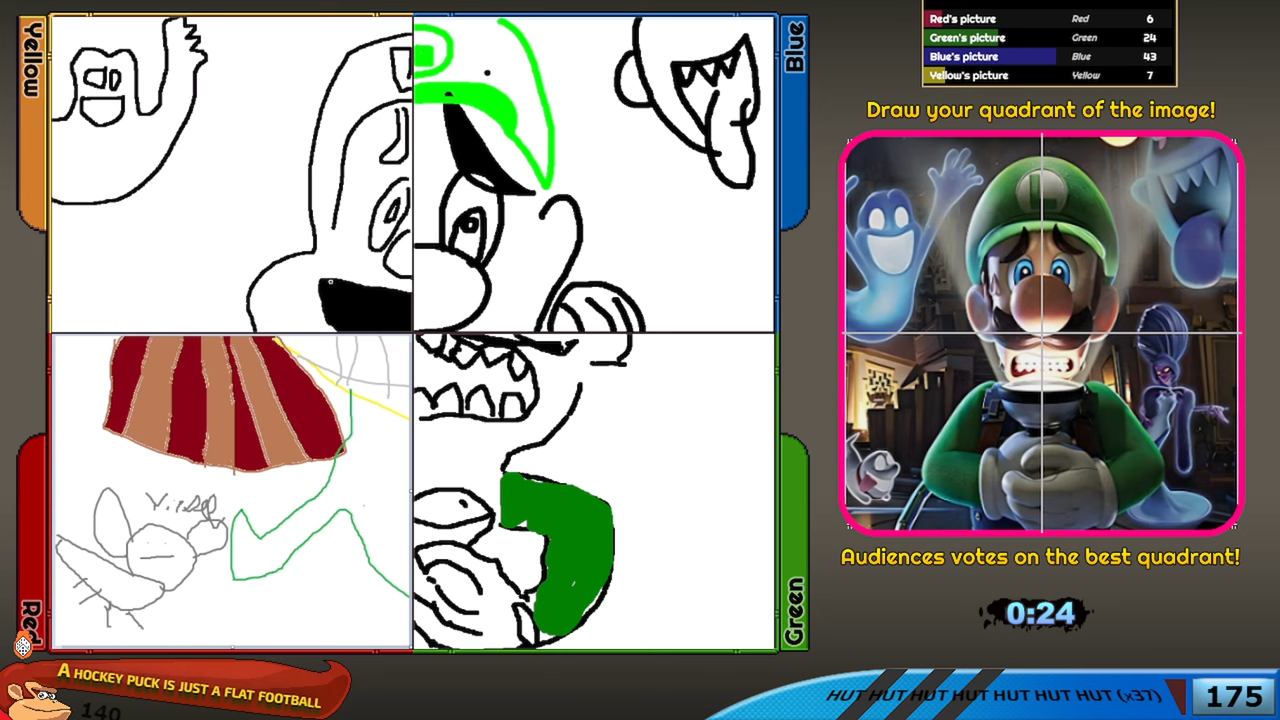 Yellow
Blue
Red
Green
Red's picture Red 6
Green's picture Green 24
Blue's picture Blue 43
Yellow's picture Yellow 7
Draw your quadrant of the image!
L
Audiences votes on the best quadrant!
0:24
A HOCKEY PUCK IS JUST A FLAT FOOTBALL
140
HUT HUT HUT HUT HUT HUT HUT (x37)
175